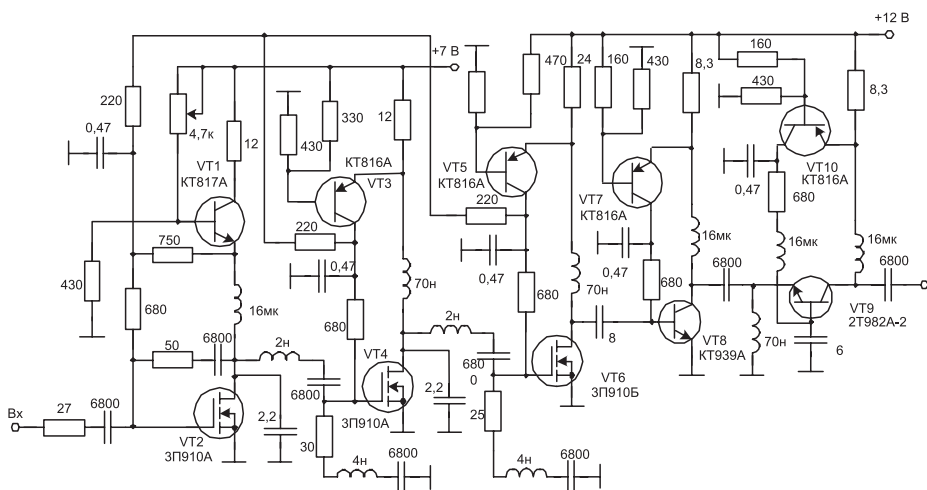 +12 В
160
+7 В
470
24
160
430
8,3
430
8,3
220
4,7к
330
12
430
12
0,47
VT1
КТ817А
КТ816А
VT3
VT5
КТ816А
VT7
КТ816А
VT10
КТ816А
0,47
680
220
220
750
430
0,47
0,47
0,47
16мк
16мк
16мк
6800
6800
680
16мк
70н
680
680
70н
680
2н
VT9
2Т982А-2
50
6800
2н
VT4
8
VT8
КТ939А
70н
6
6800
680
0
2,2
VT6
3П910Б
Вх
27
6800
2,2
3П910А
25
VT2
3П910А
30
4н
6800
4н
6800